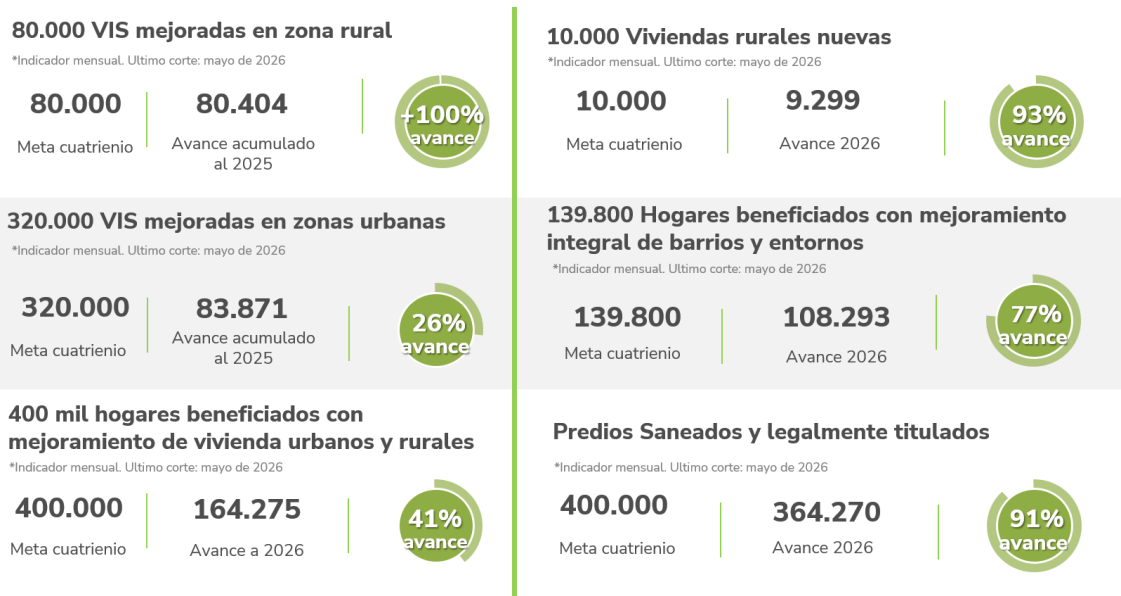 80.000 VIS mejoradas en zona rural
*Indicador mensual. Ultimo corte: mayo de 2026
80.000
Meta cuatrienio
80.404
Avance acumulado
al 2025
+100%
avance
320.000 VIS mejoradas en zonas urbanas
*Indicador mensual. Ultimo corte: mayo de 2026
320.000
Meta cuatrienio
83.871
Avance acumulado
al 2025
26%
avance
400 mil hogares beneficiados con
mejoramiento de vivienda urbanos y rurales
*Indicador mensual. Ultimo corte: mayo de 2026
400.000
Meta cuatrienio
164.275
Avance a 2026
41%
avance
10.000 Viviendas rurales nuevas
*Indicador mensual. Ultimo corte: mayo de 2026
10.000
Meta cuatrienio
9.299
Avance 2026
93%
avance
139.800 Hogares beneficiados con mejoramiento
integral de barrios y entornos
*Indicador mensual. Ultimo corte: mayo de 2026
139.800
Meta cuatrienio
108.293
Avance 2026
77%
avance
Predios Saneados y legalmente titulados
*Indicador mensual. Ultimo corte: mayo de 2026
400.000
Meta cuatrienio
364.270
Avance 2026
91%
avance